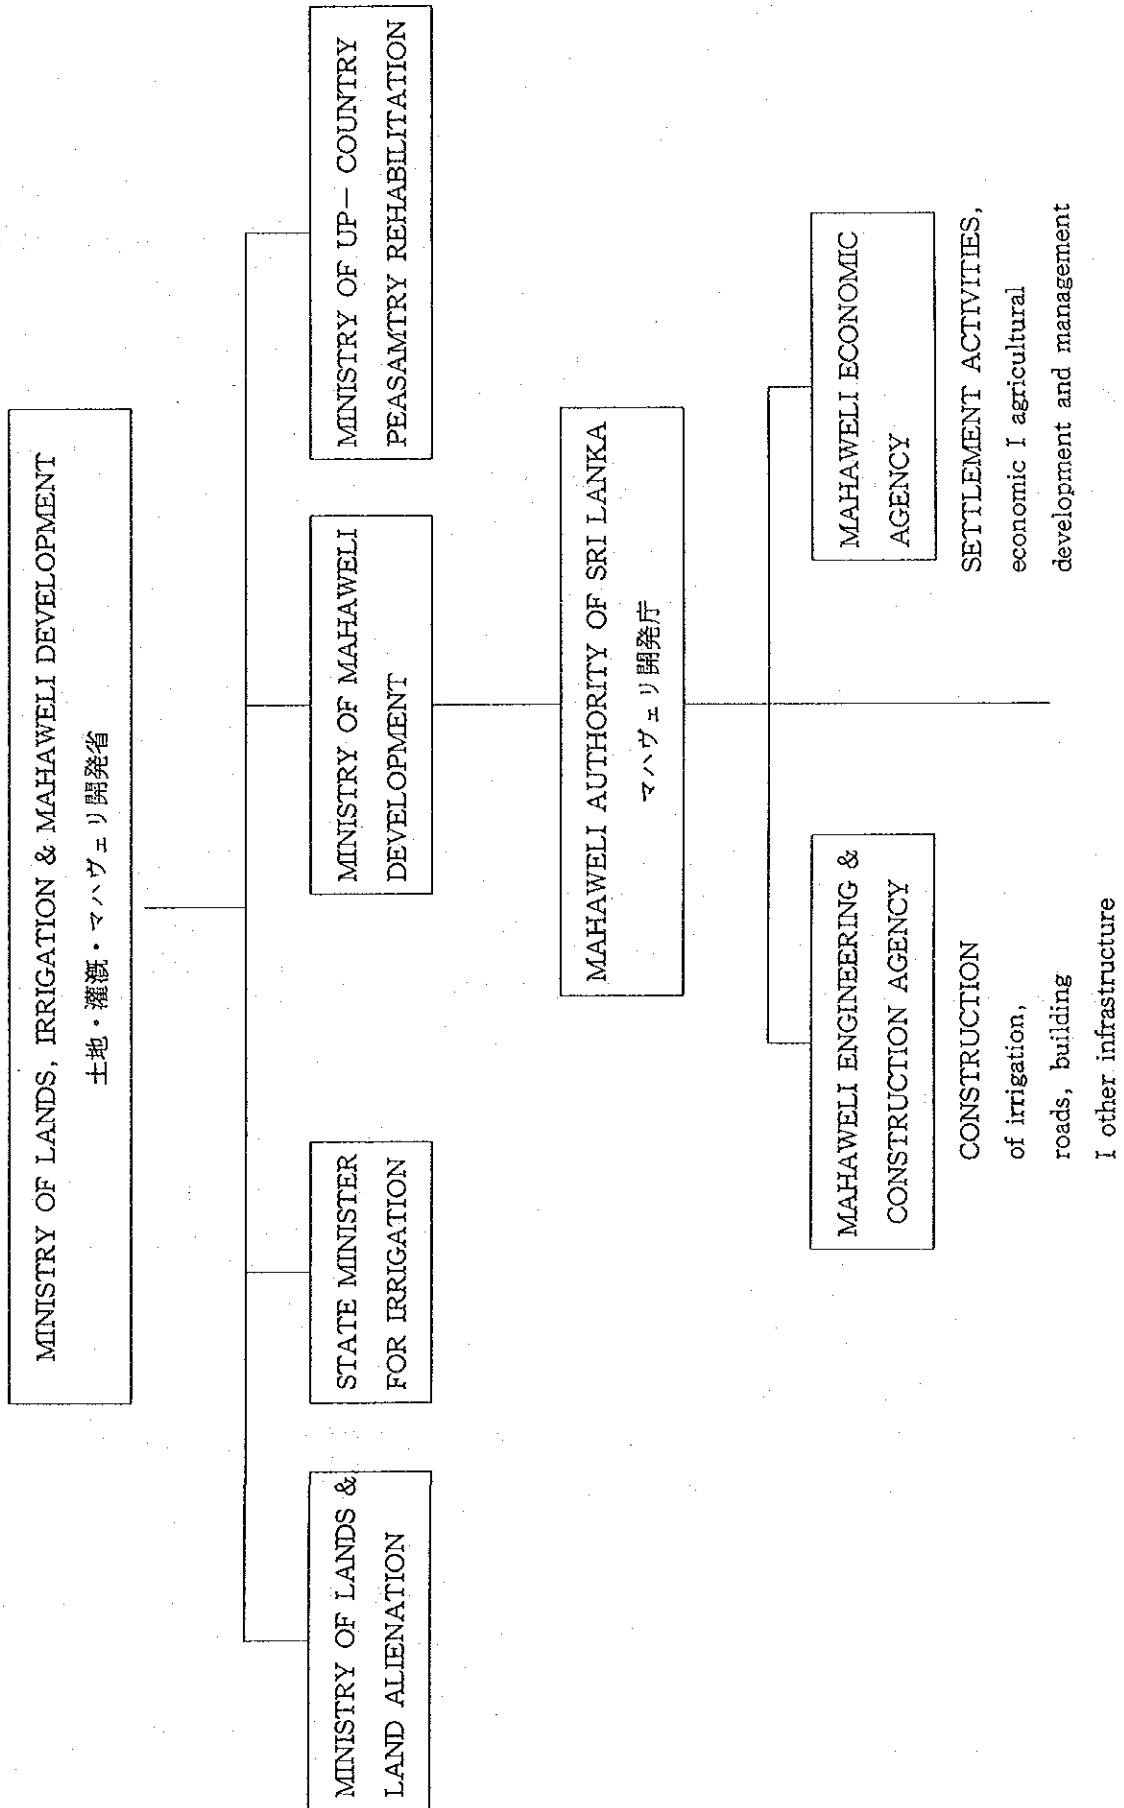 MINISTRY OF LANDS, IRRIGATION & MAHAWELI DEVELOPMENT
土地・灌漑・マハヴェリ開発省
MINISTRY OF LANDS &
LAND ALIENATION
STATE MINISTER
FOR IRRIGATION
MINISTRY OF MAHAWELI
DEVELOPMENT
MINISTRY OF UP-COUNTRY
PEASAMTRY REHABILITATION
MAHAWELI AUTHORITY OF SRI LANKA
マハヴェリ開発庁
MAHAWELI ENGINEERING &
CONSTRUCTION AGENCY
CONSTRUCTION
of irrigation,
roads, building
I other infrastructure
MAHAWELI ECONOMIC
AGENCY
SETTLEMENT ACTIVITIES,
economic I agricultural
development and management